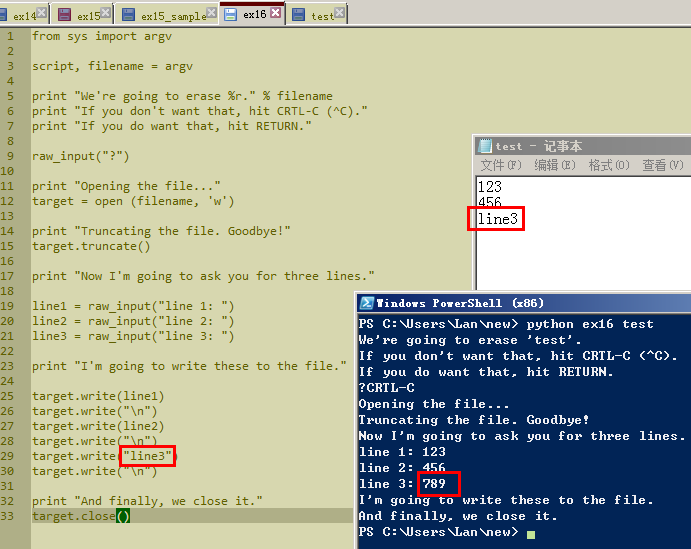 ex14 ex15 ex15_sample ex16 test
1 from sys import argv
2
3 script, filename = argv
4
5 print "We're going to erase %r." % filename
6 print "If you don't want that, hit CRTL-C (^C)."
7 print "If you do want that, hit RETURN."
8
9 raw_input("?")
10
11 print "Opening the file..."
12 target = open (filename, 'w')
13
14 print "Truncating the file. Goodbye!"
15 target.truncate()
16
17 print "Now I'm going to ask you for three lines."
18
19 line1 = raw_input("line 1: ")
20 line2 = raw_input("line 2: ")
21 line3 = raw_input("line 3: ")
22
23 print "I'm going to write these to the file."
24
25 target.write(line1)
26 target.write("\n")
27 target.write(line2)
28 target.write("\n")
29 target.write("line3")
30 target.write("\n")
31
32 print "And finally, we close it."
33 target.close()
test - 记事本
文件(F) 编辑(E) 格式(O) 查看(V)
123
456
line3
Windows PowerShell (x86)
PS C:\Users\Lan\new> python ex16 test
We're going to erase 'test'.
If you don't want that, hit CRTL-C (^C).
If you do want that, hit RETURN.
?CRTL-C
Opening the file...
Truncating the file. Goodbye!
Now I'm going to ask you for three lines.
line 1: 123
line 2: 456
line 3: 789
I'm going to write these to the file.
And finally, we close it.
PS C:\Users\Lan\new>